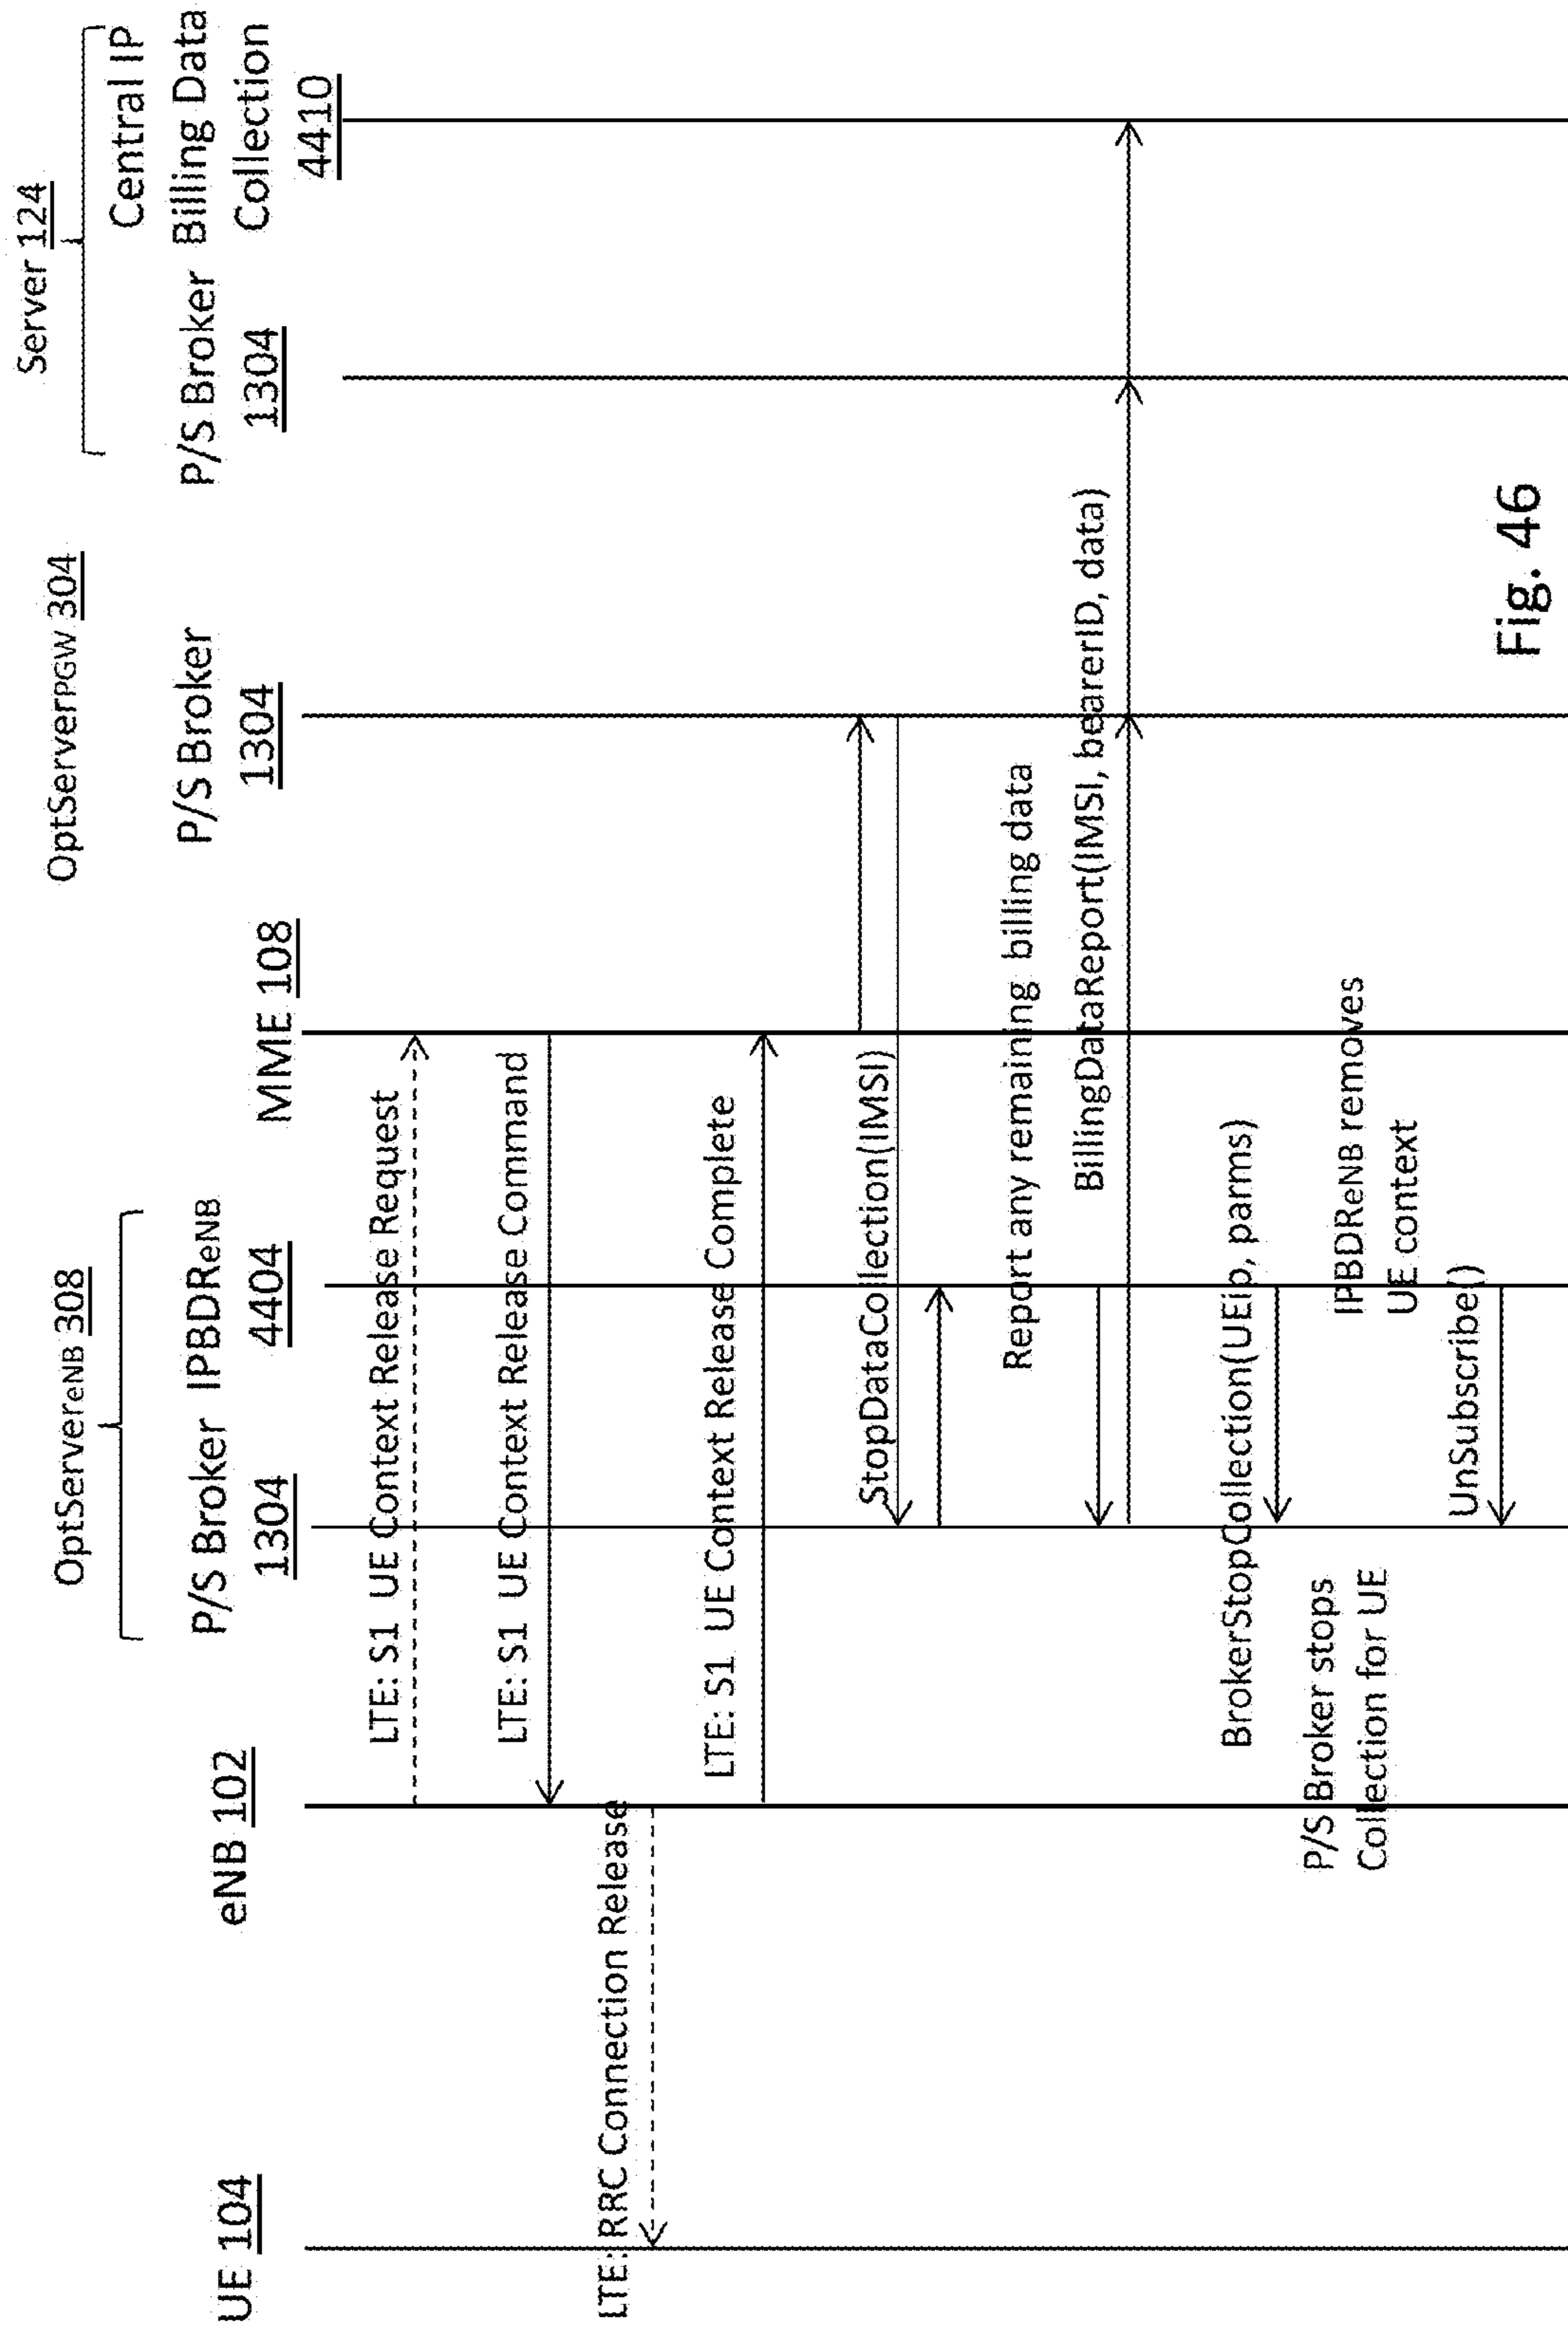 UE 104
eNB 102
OptServereNB 308
P/S Broker
1304
IPBDReNB
4404
MME 108
OptServerPGW 304
P/S Broker
1304
Server 124
P/S Broker
1304
Central IP
Billing Data
Collection
4410
LTE: S1 UE Context Release Request
LTE: S1 UE Context Release Command
LTE: RRC Connection Release
LTE: S1 UE Context Release Complete
StopDataCollection(IMSI)
Report any remaining billing data
BillingDataReport(IMSI, bearerID, data)
BrokerStopCollection(UEip, parms)
P/S Broker stops
Collection for UE
IPBDReNB removes
UE context
UnSubscribe()
Fig. 46